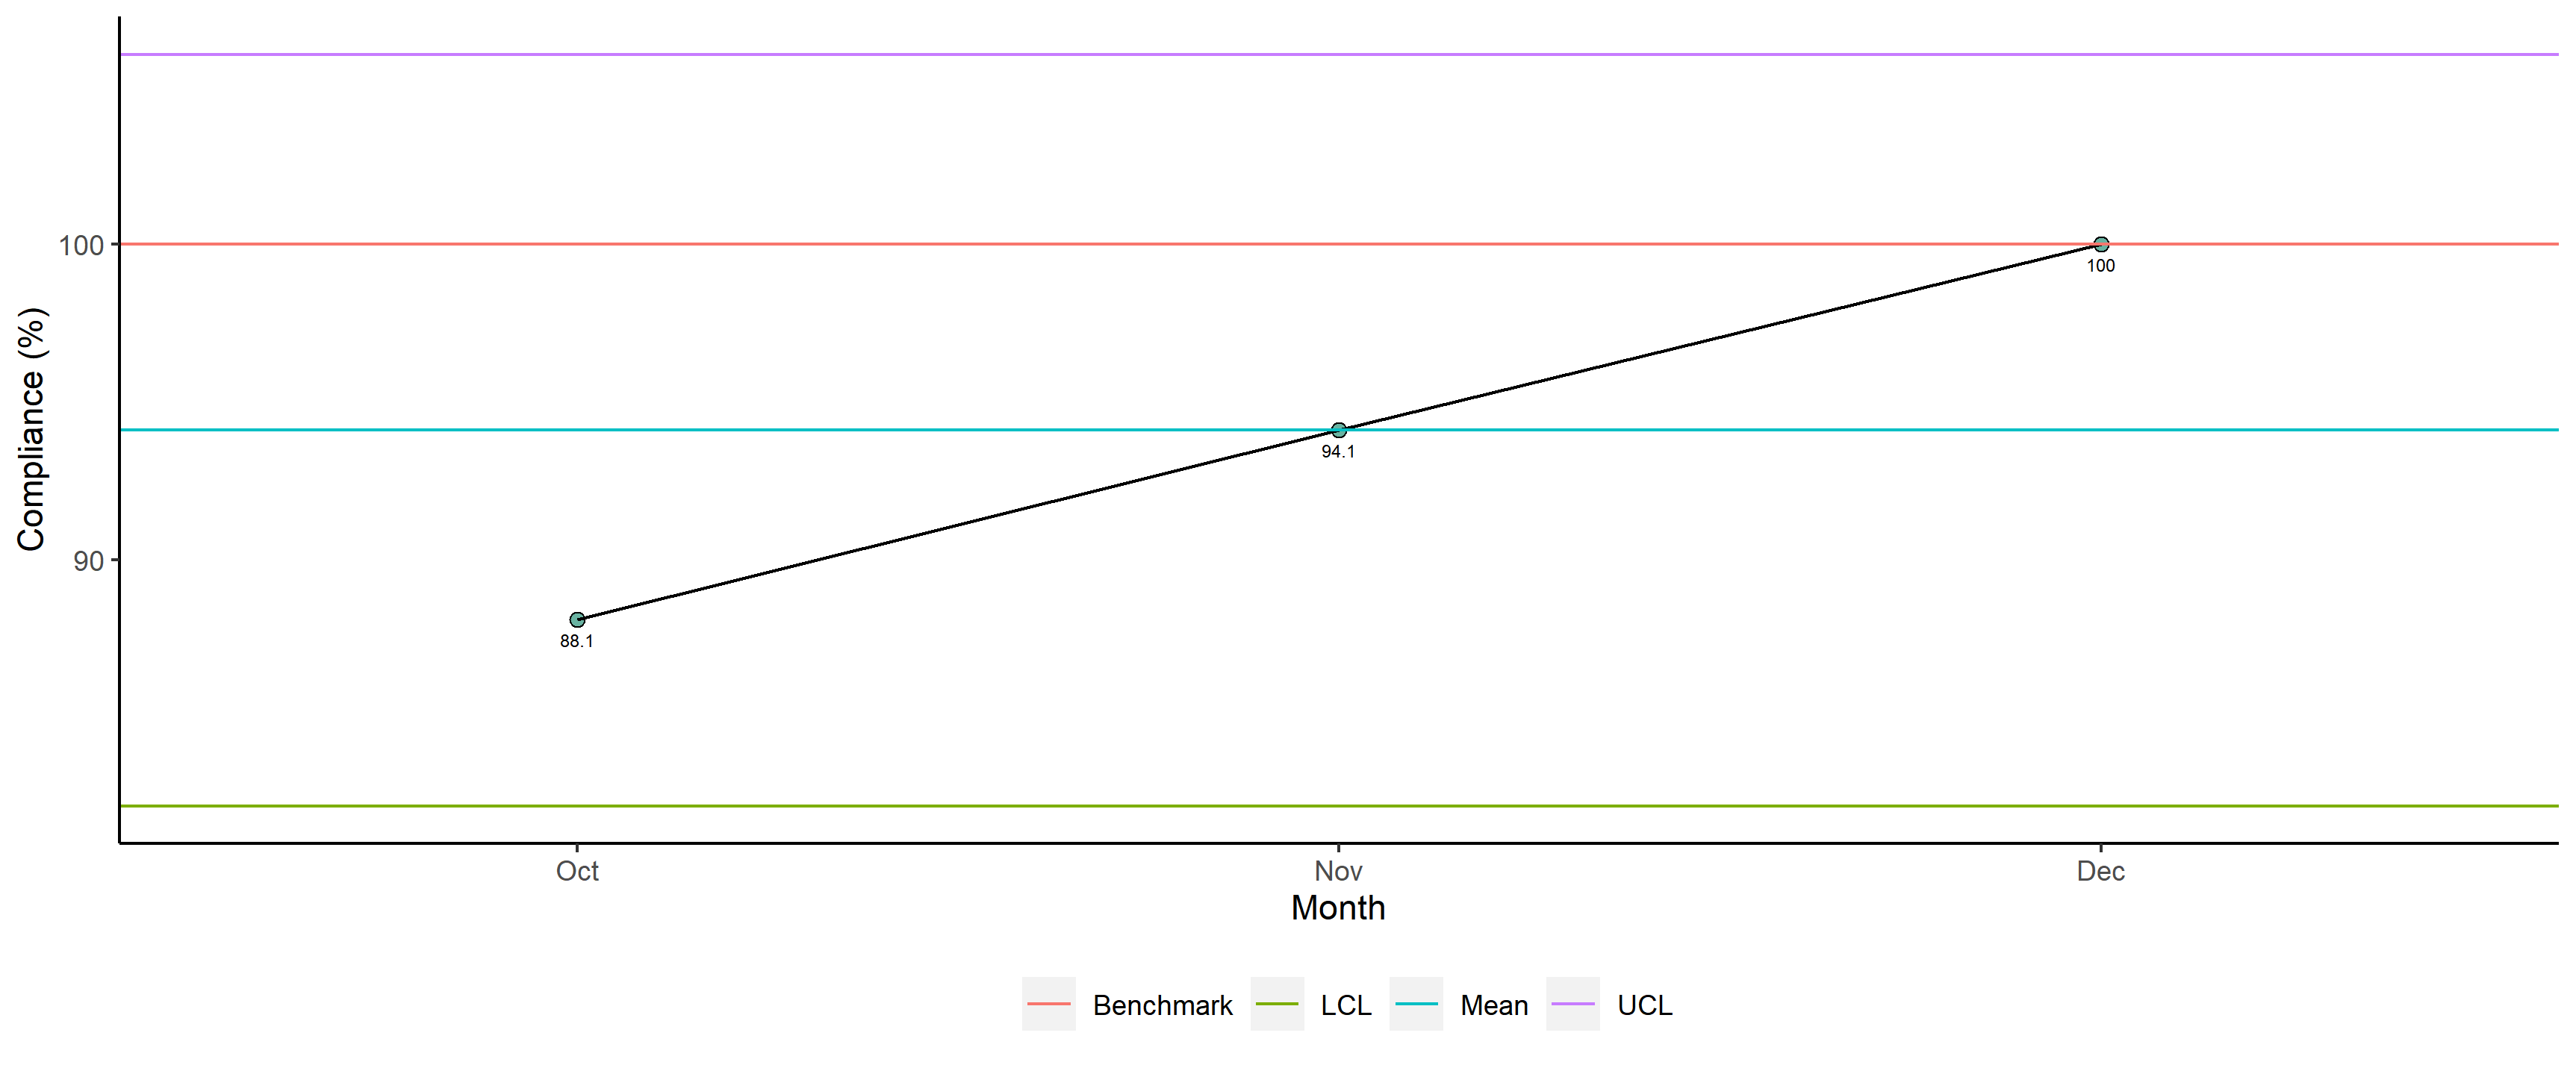 100
100
Compliance (%)
94.1
90
88.1
Oct Nov Dec
Month
Benchmark LCL Mean UCL